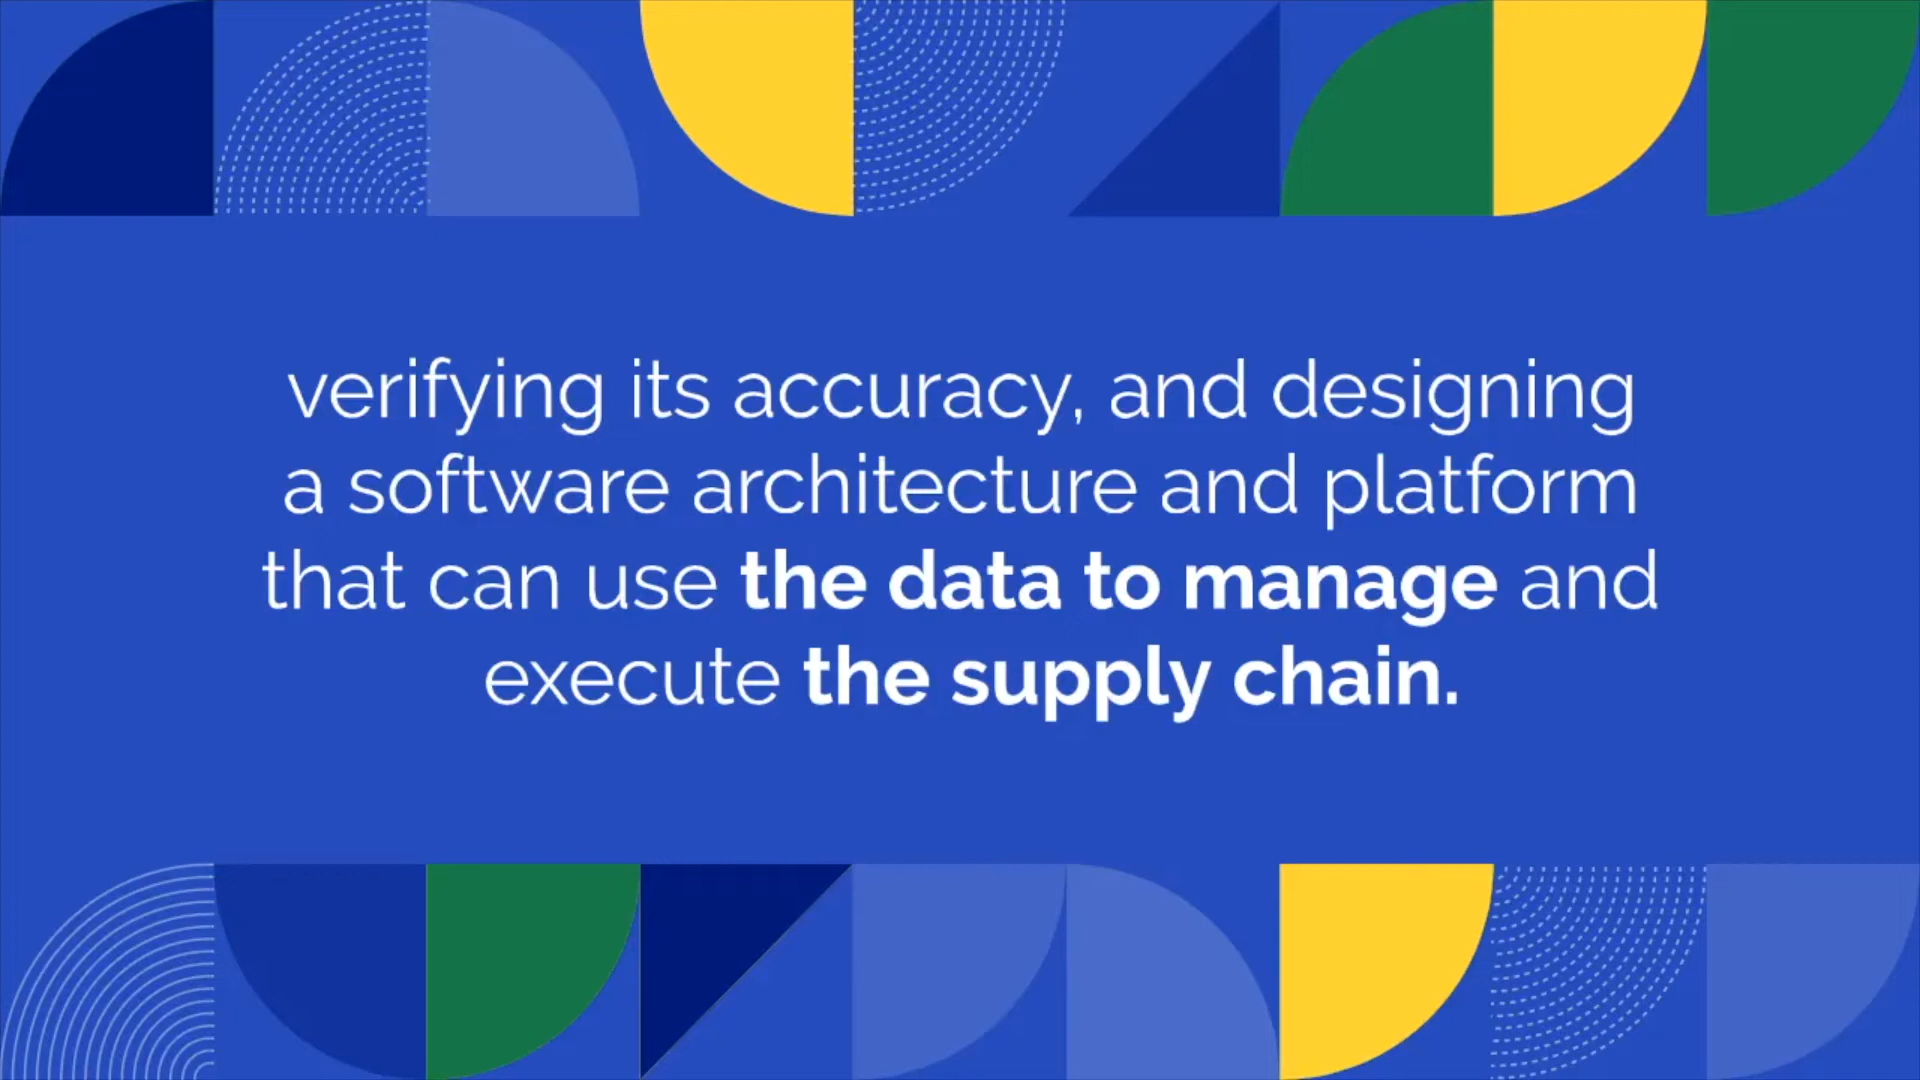 verifying its accuracy, and designing
a software architecture and platform
that can use the data to manage and
execute the supply chain.